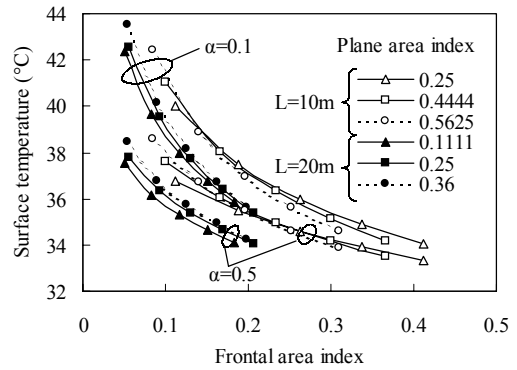 44
42
40
38
36
34
32
Surface temperature (°C)
0
0.1
0.2
0.3
0.4
0.5
Frontal area index
α=0.1
α=0.5
Plane area index
L=10m
0.25
0.4444
0.5625
L=20m
0.1111
0.25
0.36